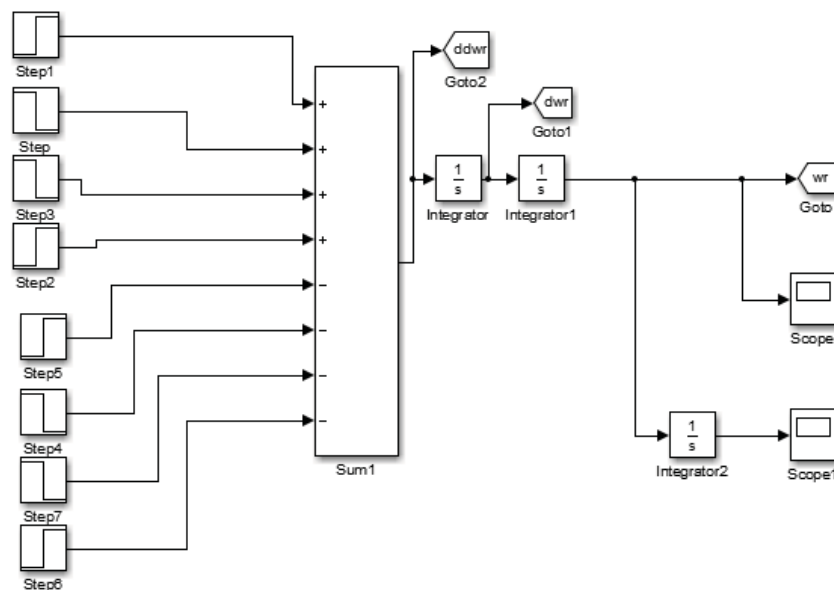 Step1
Step
Step3
Step2
Step5
Step4
Step7
Step6
+
+
+
+
−
−
−
−
Sum1
ddwr
Goto2
dwr
Goto1
1
s
Integrator
1
s
Integrator1
wr
Goto
Scope
1
s
Integrator2
Scope1